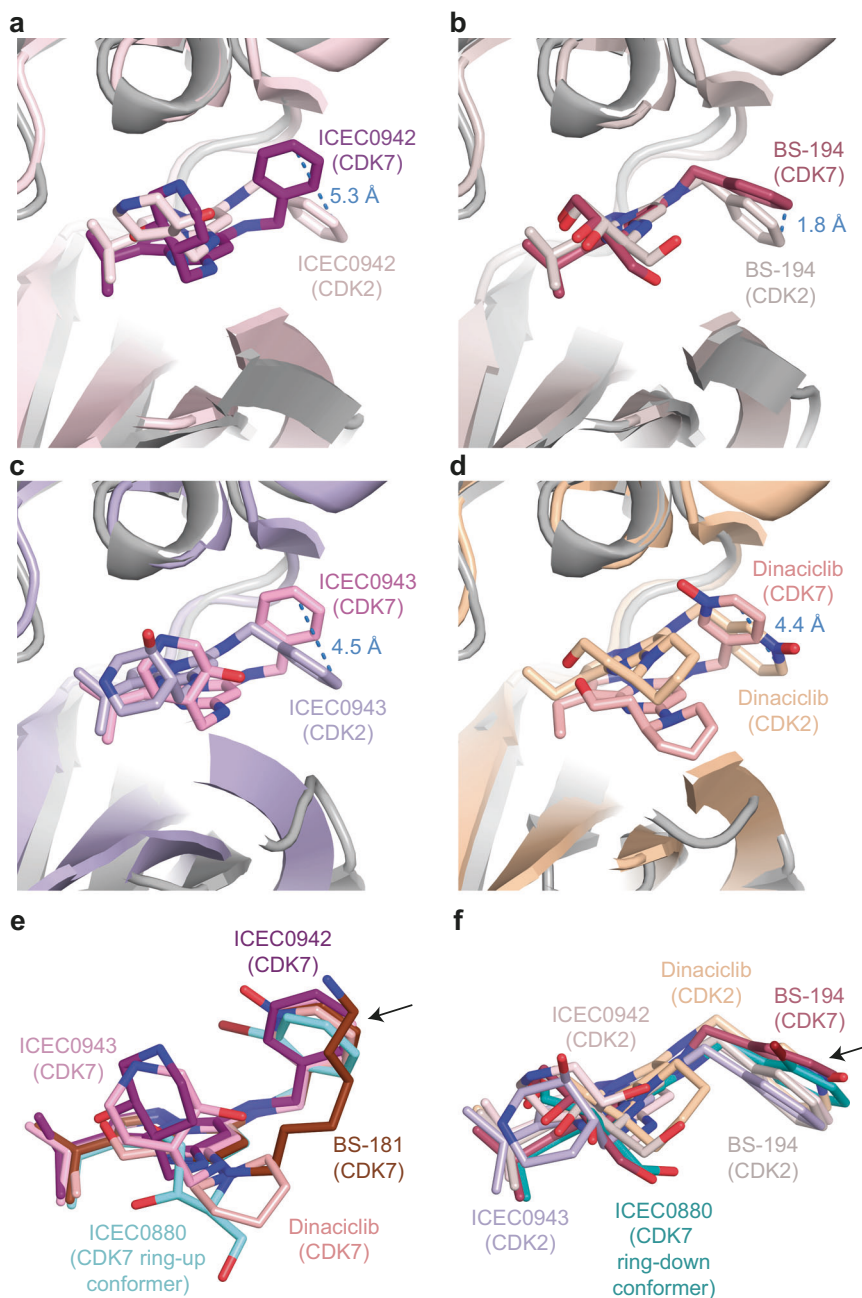 a
ICEC0942
(CDK7)
5.3 Å
ICEC0942
(CDK2)
b
BS-194
(CDK7)
1.8 Å
BS-194
(CDK2)
c
ICEC0943
(CDK7)
4.5 Å
ICEC0943
(CDK2)
d
Dinaciclib
(CDK7)
4.4 Å
Dinaciclib
(CDK2)
e
ICEC0942
(CDK7)
ICEC0943
(CDK7)
BS-181
(CDK7)
ICEC0880
(CDK7 ring-up
conformer)
Dinaciclib
(CDK7)
f
Dinaciclib
(CDK2)
BS-194
(CDK7)
ICEC0942
(CDK2)
BS-194
(CDK2)
ICEC0943
(CDK2)
ICEC0880
(CDK7
ring-down
conformer)